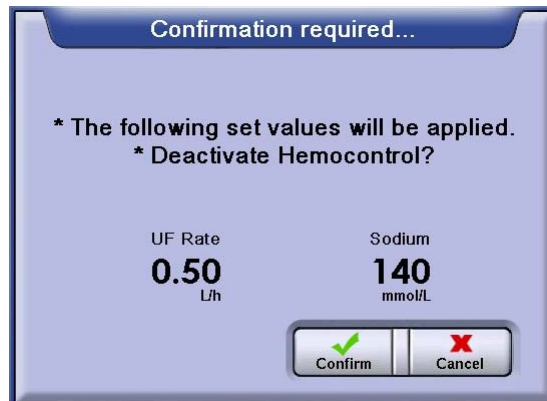 Confirmation required...
* The following set values will be applied.
* Deactivate Hemocontrol?
UF Rate Sodium
0.50 140
L/h mmol/L
Confirm Cancel